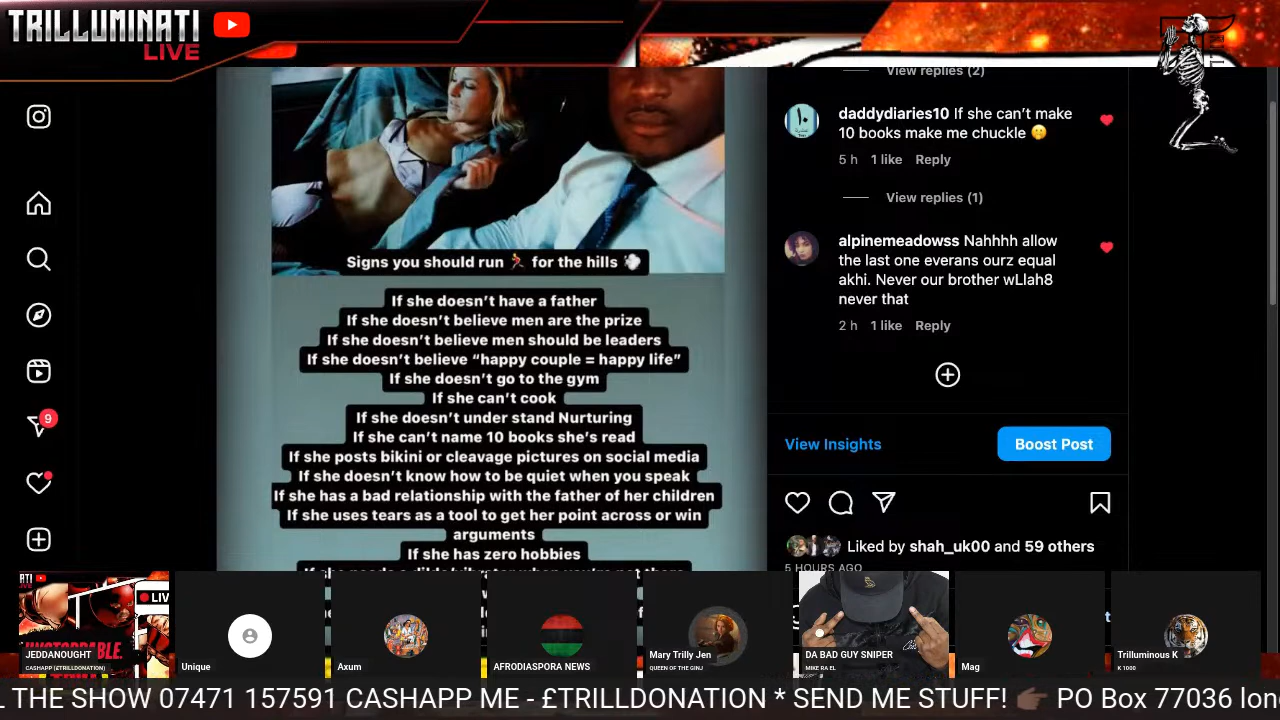 TRILLUMINATI
LIVE
View replies (2)
daddydiaries10 If she can’t make
10 books make me chuckle 🤫
5 h 1 like Reply
View replies (1)
alpinemeadowss Nahhhh allow
the last one everans ourz equal
akhi. Never our brother wLlah8
never that
2 h 1 like Reply
Signs you should run 🏃 for the hills 💨
If she doesn’t have a father
If she doesn’t believe men are the prize
If she doesn’t believe men should be leaders
If she doesn’t believe “happy couple = happy life”
If she doesn’t go to the gym
If she can’t cook
If she doesn’t under stand Nurturing
If she can’t name 10 books she’s read
If she posts bikini or cleavage pictures on social media
If she doesn’t know how to be quiet when you speak
If she has a bad relationship with the father of her children
If she uses tears as a tool to get her point across or win
arguments
If she has zero hobbies
View Insights
Boost Post
9
Liked by shah_uk00 and 59 others
5 HOURS AGO
LIV
JEDDANOUGHT
CASHAPP (£TRILLDONATION)
Unique
Axum
AFRODIASPORA NEWS
Mary Trilly Jen
QUEEN OF THE GINJ
DA BAD GUY SNIPER
MIKE RA EL
Mag
Trilluminous K
K 1000
THE SHOW 07471 157591 CASHAPP ME - £TRILLDONATION * SEND ME STUFF! 👉🏾 PO Box 77036 lon